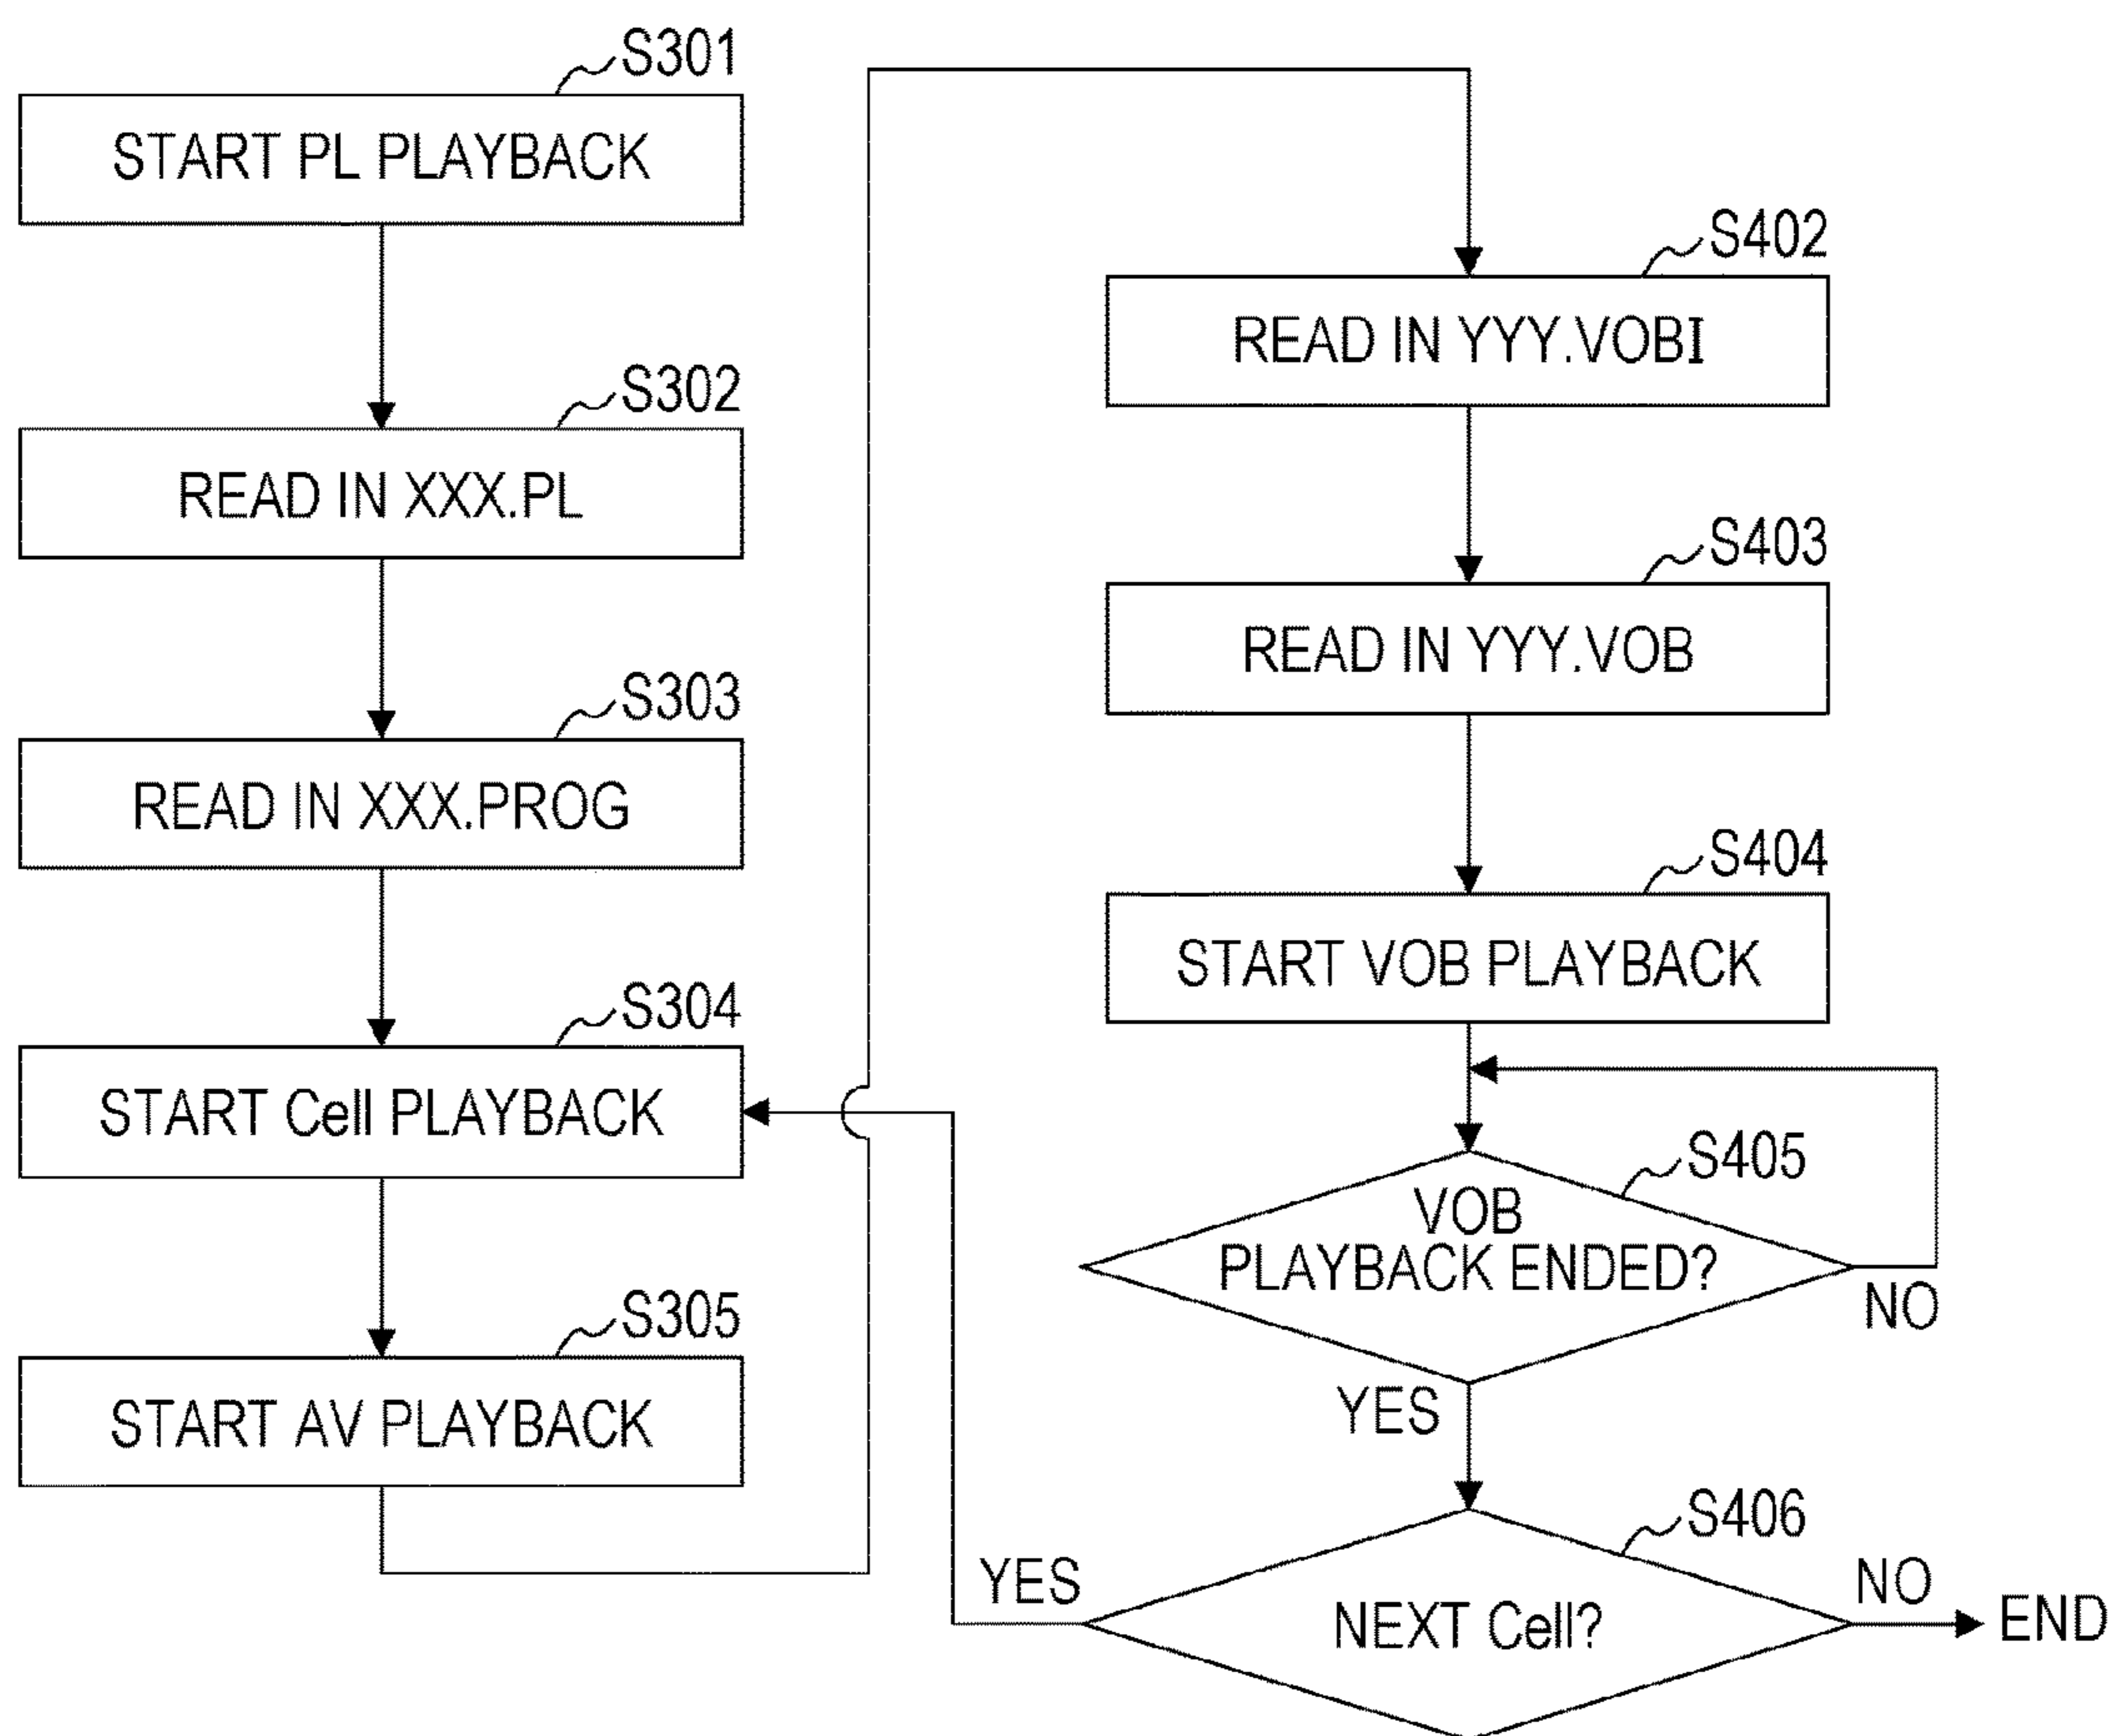 S301
START PL PLAYBACK
S302
READ IN XXX.PL
S303
READ IN XXX.PROG
S304
START Cell PLAYBACK
S305
START AV PLAYBACK
S402
READ IN YYY.VOBI
S403
READ IN YYY.VOB
S404
START VOB PLAYBACK
S405
VOB
PLAYBACK ENDED?
NO
YES
S406
YES
NEXT Cell?
NO
END